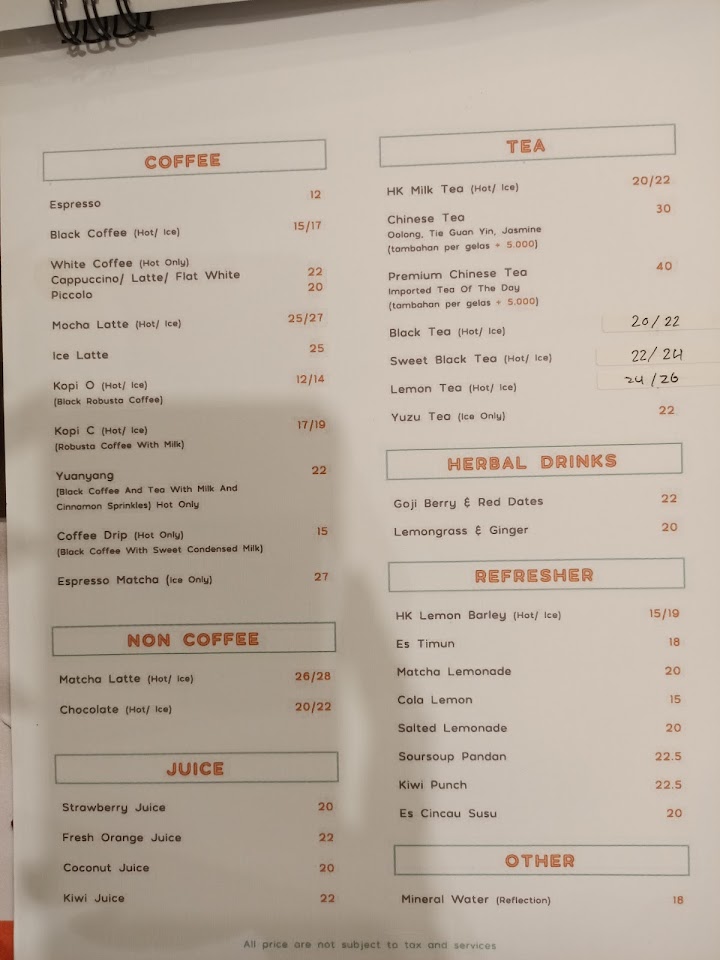 COFFEE
Espresso 12
Black Coffee (Hot/ Ice) 15/17
White Coffee (Hot Only)
Cappuccino/ Latte/ Flat White 22
Piccolo 20
Mocha Latte (Hot/ Ice) 25/27
Ice Latte 25
Kopi O (Hot/ Ice) 12/14
(Black Robusta Coffee)
Kopi C (Hot/ Ice) 17/19
(Robusta Coffee With Milk)
Yuanyang 22
(Black Coffee And Tea With Milk And
Cinnamon Sprinkles) Hot Only
Coffee Drip (Hot Only) 15
(Black Coffee With Sweet Condensed Milk)
Espresso Matcha (Ice Only) 27
NON COFFEE
Matcha Latte (Hot/ Ice) 26/28
Chocolate (Hot/ Ice) 20/22
JUICE
Strawberry Juice 20
Fresh Orange Juice 22
Coconut Juice 20
Kiwi Juice 22
TEA
HK Milk Tea (Hot/ Ice) 20/22
Chinese Tea 30
Oolong, Tie Guan Yin, Jasmine
(tambahan per gelas + 5.000)
Premium Chinese Tea 40
Imported Tea Of The Day
(tambahan per gelas + 5.000)
Black Tea (Hot/ Ice) 20/22
Sweet Black Tea (Hot/ Ice) 22/24
Lemon Tea (Hot/ Ice) 24/26
Yuzu Tea (Ice Only) 22
HERBAL DRINKS
Goji Berry & Red Dates 22
Lemongrass & Ginger 20
REFRESHER
HK Lemon Barley (Hot/ Ice) 15/19
Es Timun 18
Matcha Lemonade 20
Cola Lemon 15
Salted Lemonade 20
Soursoup Pandan 22.5
Kiwi Punch 22.5
Es Cincau Susu 20
OTHER
Mineral Water (Reflection) 18
All price are not subject to tax and services